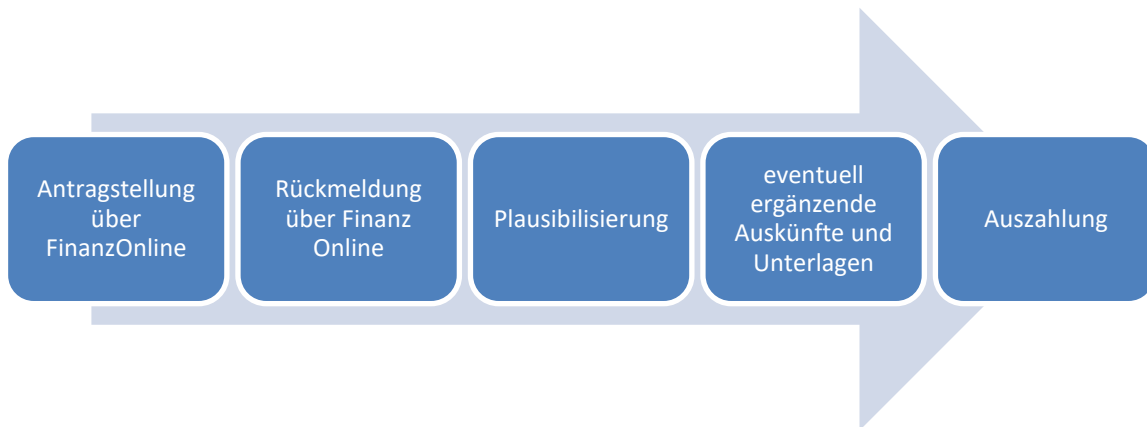 Antragstellung
über
FinanzOnline
Rückmeldung
über Finanz
Online
Plausibilisierung
eventuell
ergänzende
Auskünfte und
Unterlagen
Auszahlung